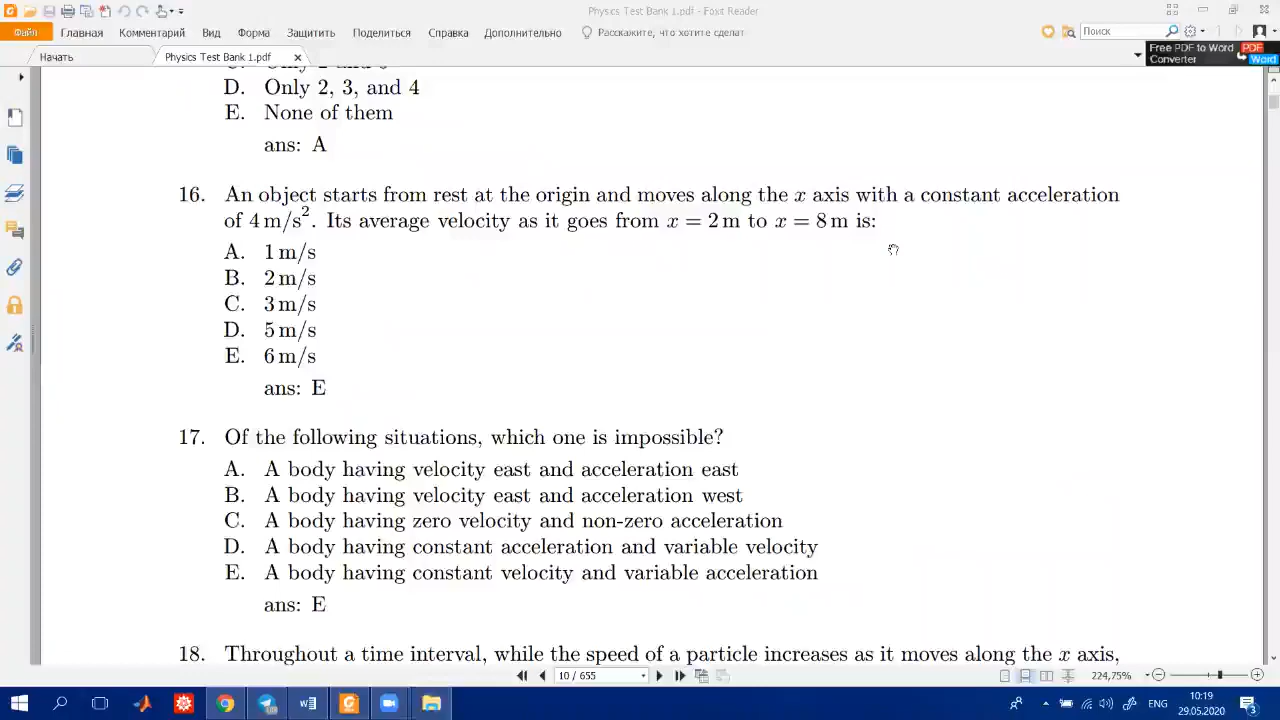 Physics Test Bank 1.pdf - Foxit Reader
Файл Главная Комментарий Вид Форма Защитить Поделиться Справка Дополнительно Расскажите, что хотите сделать Поиск
Начать Physics Test Bank 1.pdf
Free PDF to Word Converter PDF Word
D. Only 2, 3, and 4
E. None of them
ans: A
16. An object starts from rest at the origin and moves along the x axis with a constant acceleration
of 4 m/s². Its average velocity as it goes from x = 2 m to x = 8 m is:
A. 1 m/s
B. 2 m/s
C. 3 m/s
D. 5 m/s
E. 6 m/s
ans: E
17. Of the following situations, which one is impossible?
A. A body having velocity east and acceleration east
B. A body having velocity east and acceleration west
C. A body having zero velocity and non-zero acceleration
D. A body having constant acceleration and variable velocity
E. A body having constant velocity and variable acceleration
ans: E
18. Throughout a time interval, while the speed of a particle increases as it moves along the x axis,
10 / 655
224,75%
ENG
10:19
29.05.2020